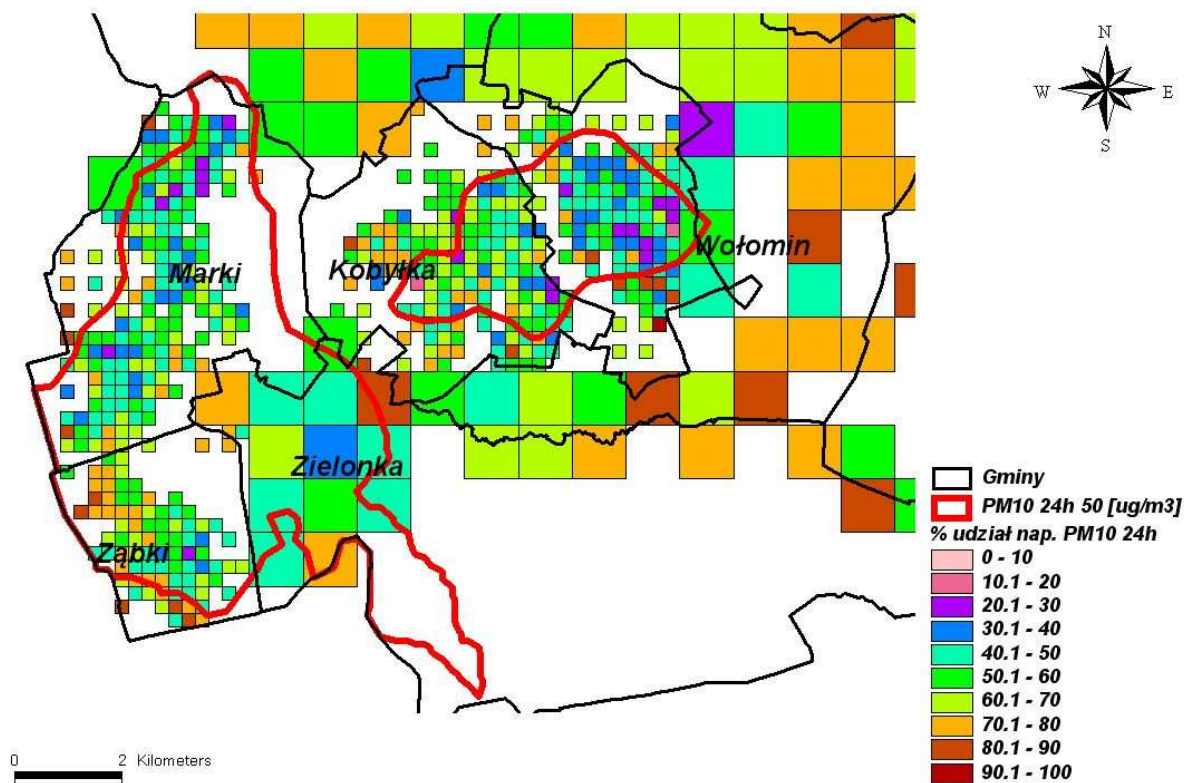 N
W E
S
Marki
Kobyłka
Wołomin
Zielonka
Ząbki
Gminy
PM10 24h 50 [ug/m3]
% udział nap. PM10 24h
0 - 10
10.1 - 20
20.1 - 30
30.1 - 40
40.1 - 50
50.1 - 60
60.1 - 70
70.1 - 80
80.1 - 90
90.1 - 100
0 2 Kilometers